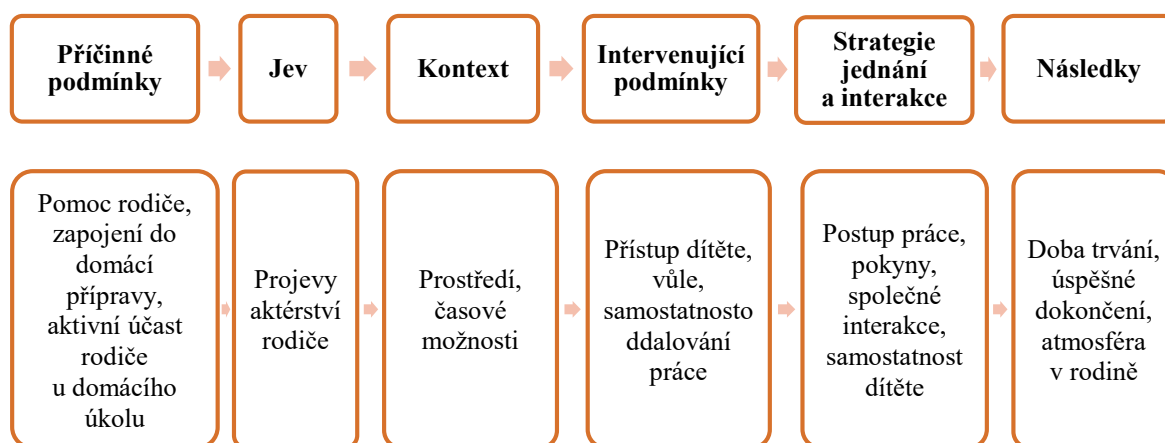 Příčinné
podmínky
Jev
Kontext
Intervenující
podmínky
Strategie
jednání
a interakce
Následky
Pomoc rodiče,
zapojení do
domácí
přípravy,
aktivní účast
rodiče
u domácího
úkolu
Projevy
aktérství
rodiče
Prostředí,
časové
možnosti
Přístup dítěte,
vůle,
samostatnosto
ddalování
práce
Postup práce,
pokyny,
společné
interakce,
samostatnost
dítěte
Doba trvání,
úspěšné
dokončení,
atmosféra
v rodině